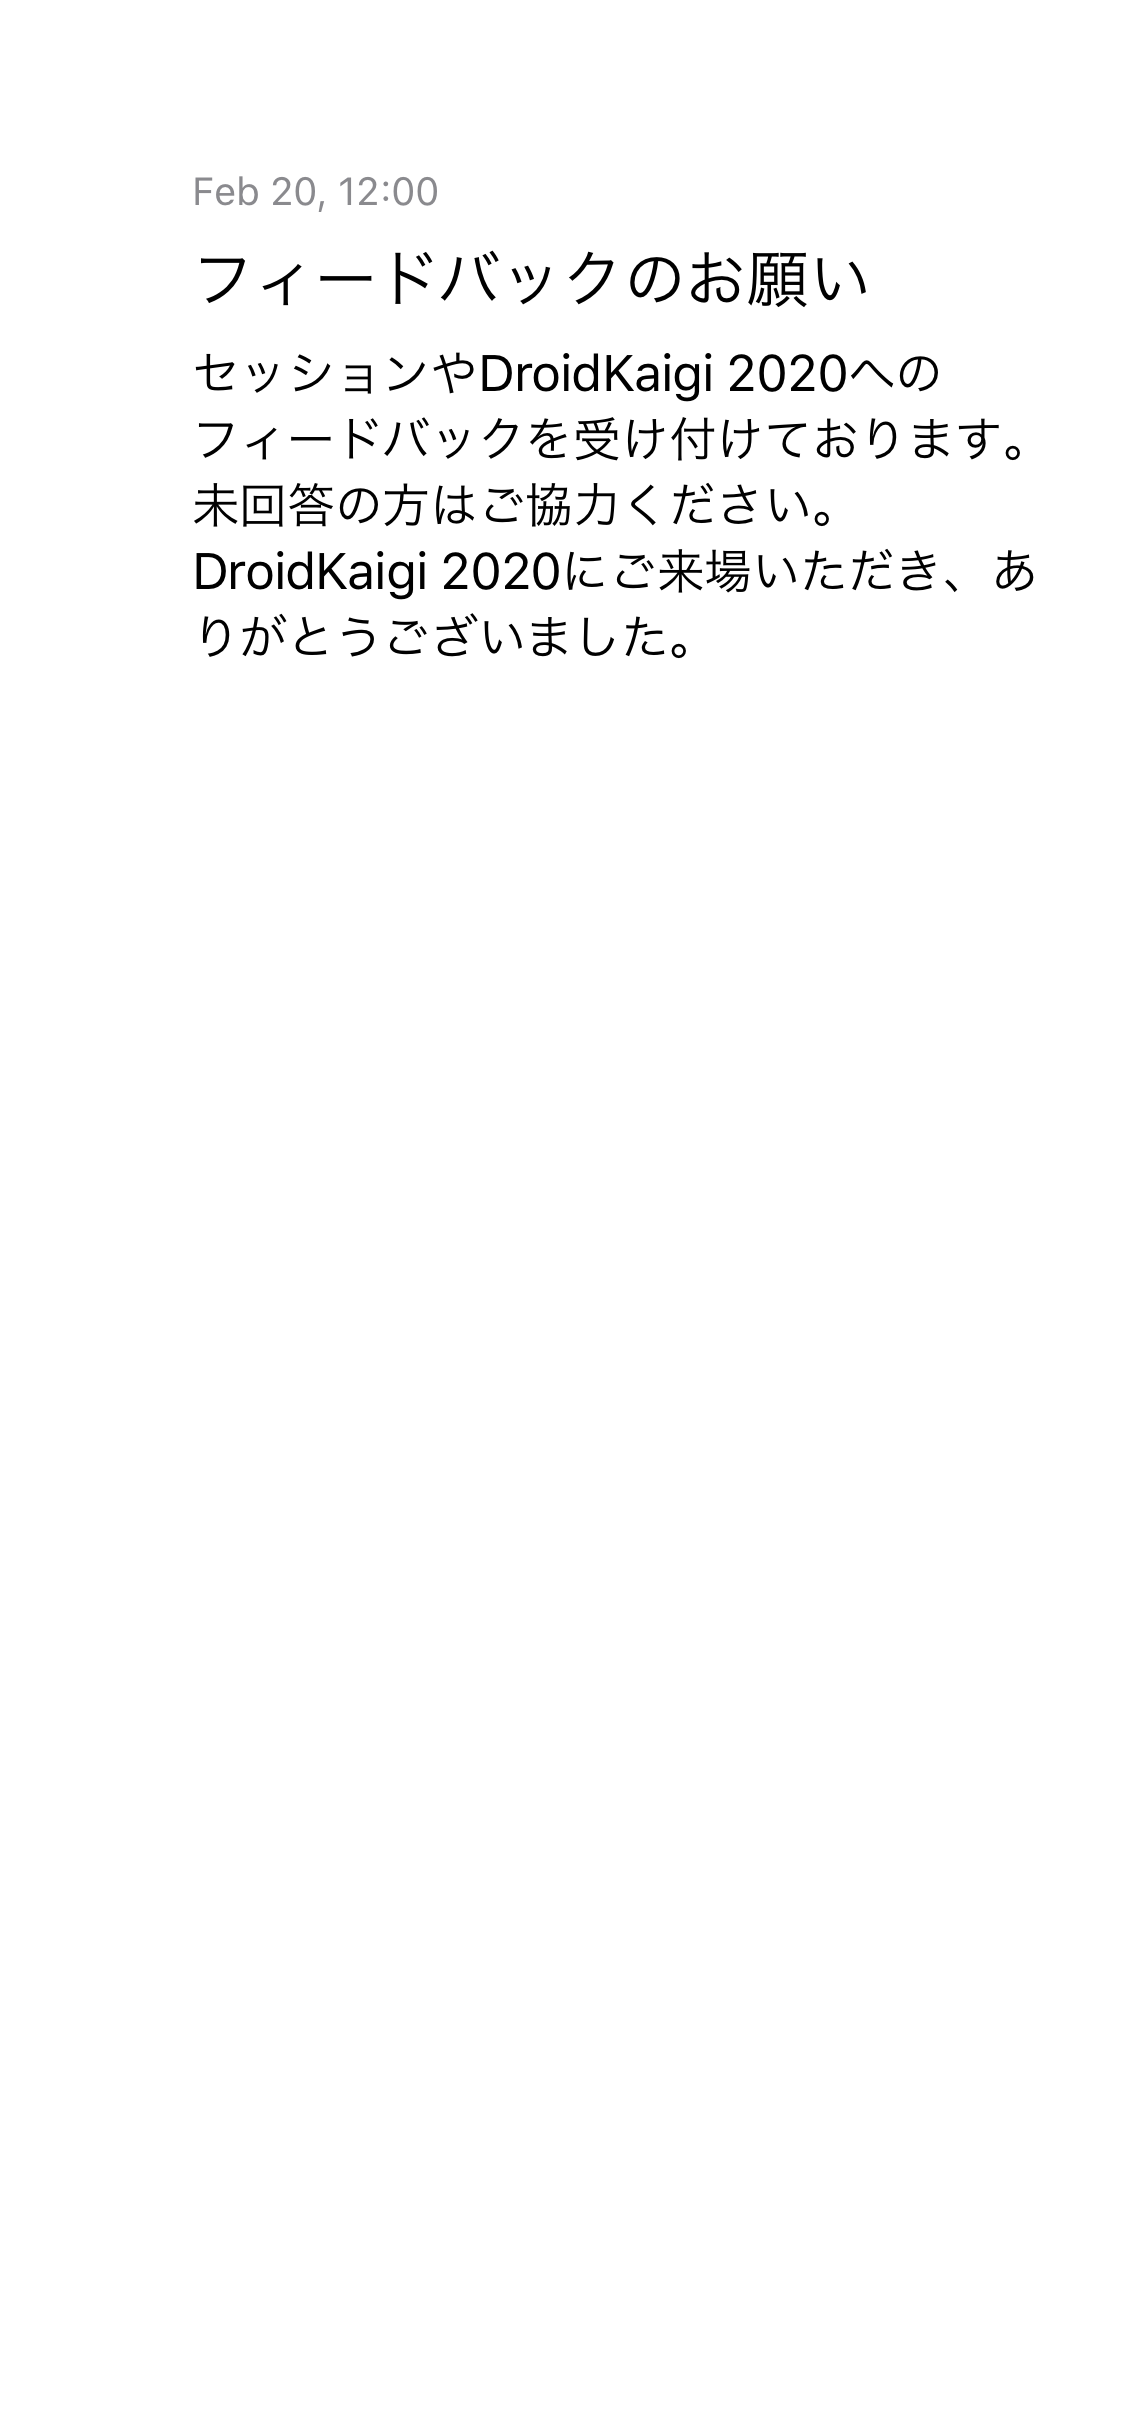 Feb 20, 12:00
フィードバックのお願い
セッションやDroidKaigi 2020への
フィードバックを受け付けております。
未回答の方はご協力ください。
DroidKaigi 2020にご来場いただき、あ
りがとうございました。